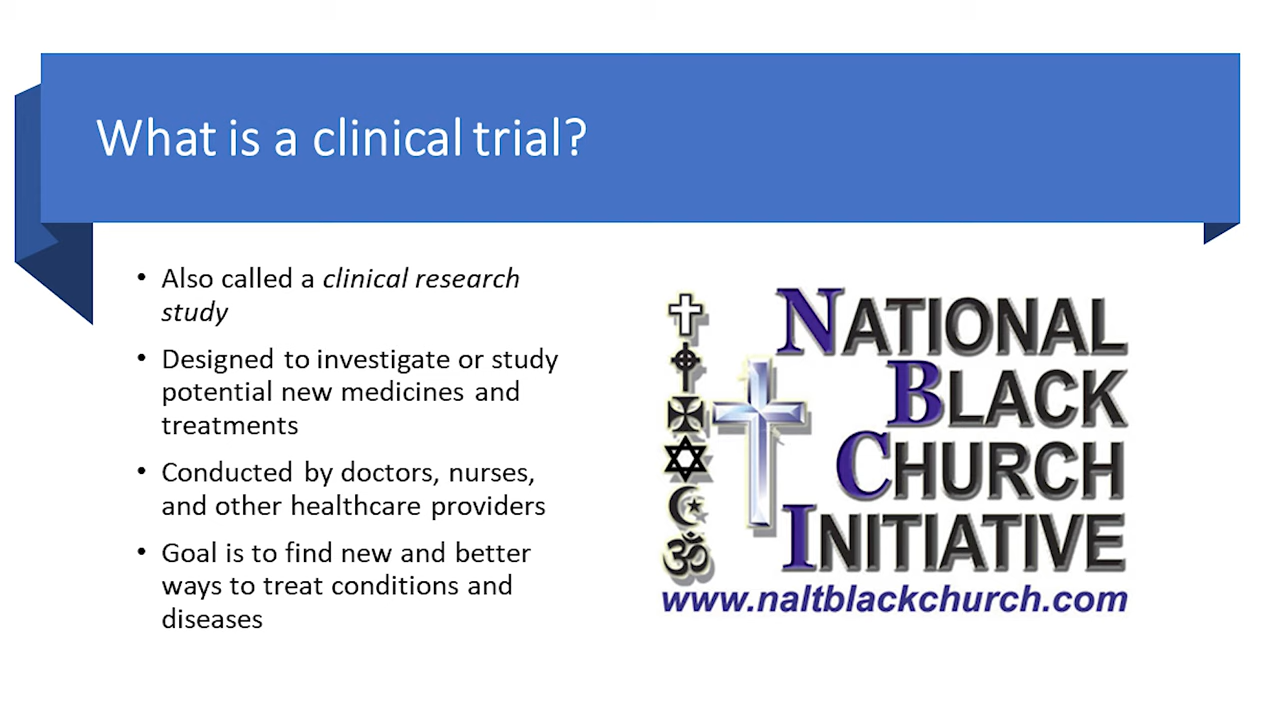 What is a clinical trial?
• Also called a clinical research
study
• Designed to investigate or study
potential new medicines and
treatments
• Conducted by doctors, nurses,
and other healthcare providers
• Goal is to find new and better
ways to treat conditions and
diseases
NATIONAL
BLACK
CHURCH
INITIATIVE
www.naltblackchurch.com